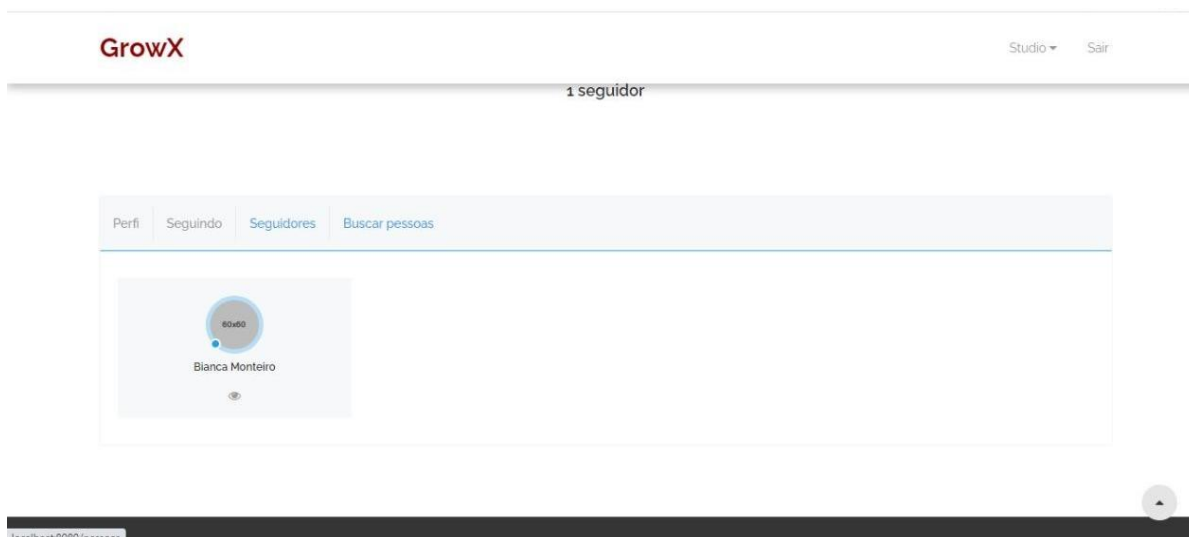 GrowX
Studio Sair
1 seguidor
Perfi Seguindo Seguidores Buscar pessoas
60x60
Bianca Monteiro